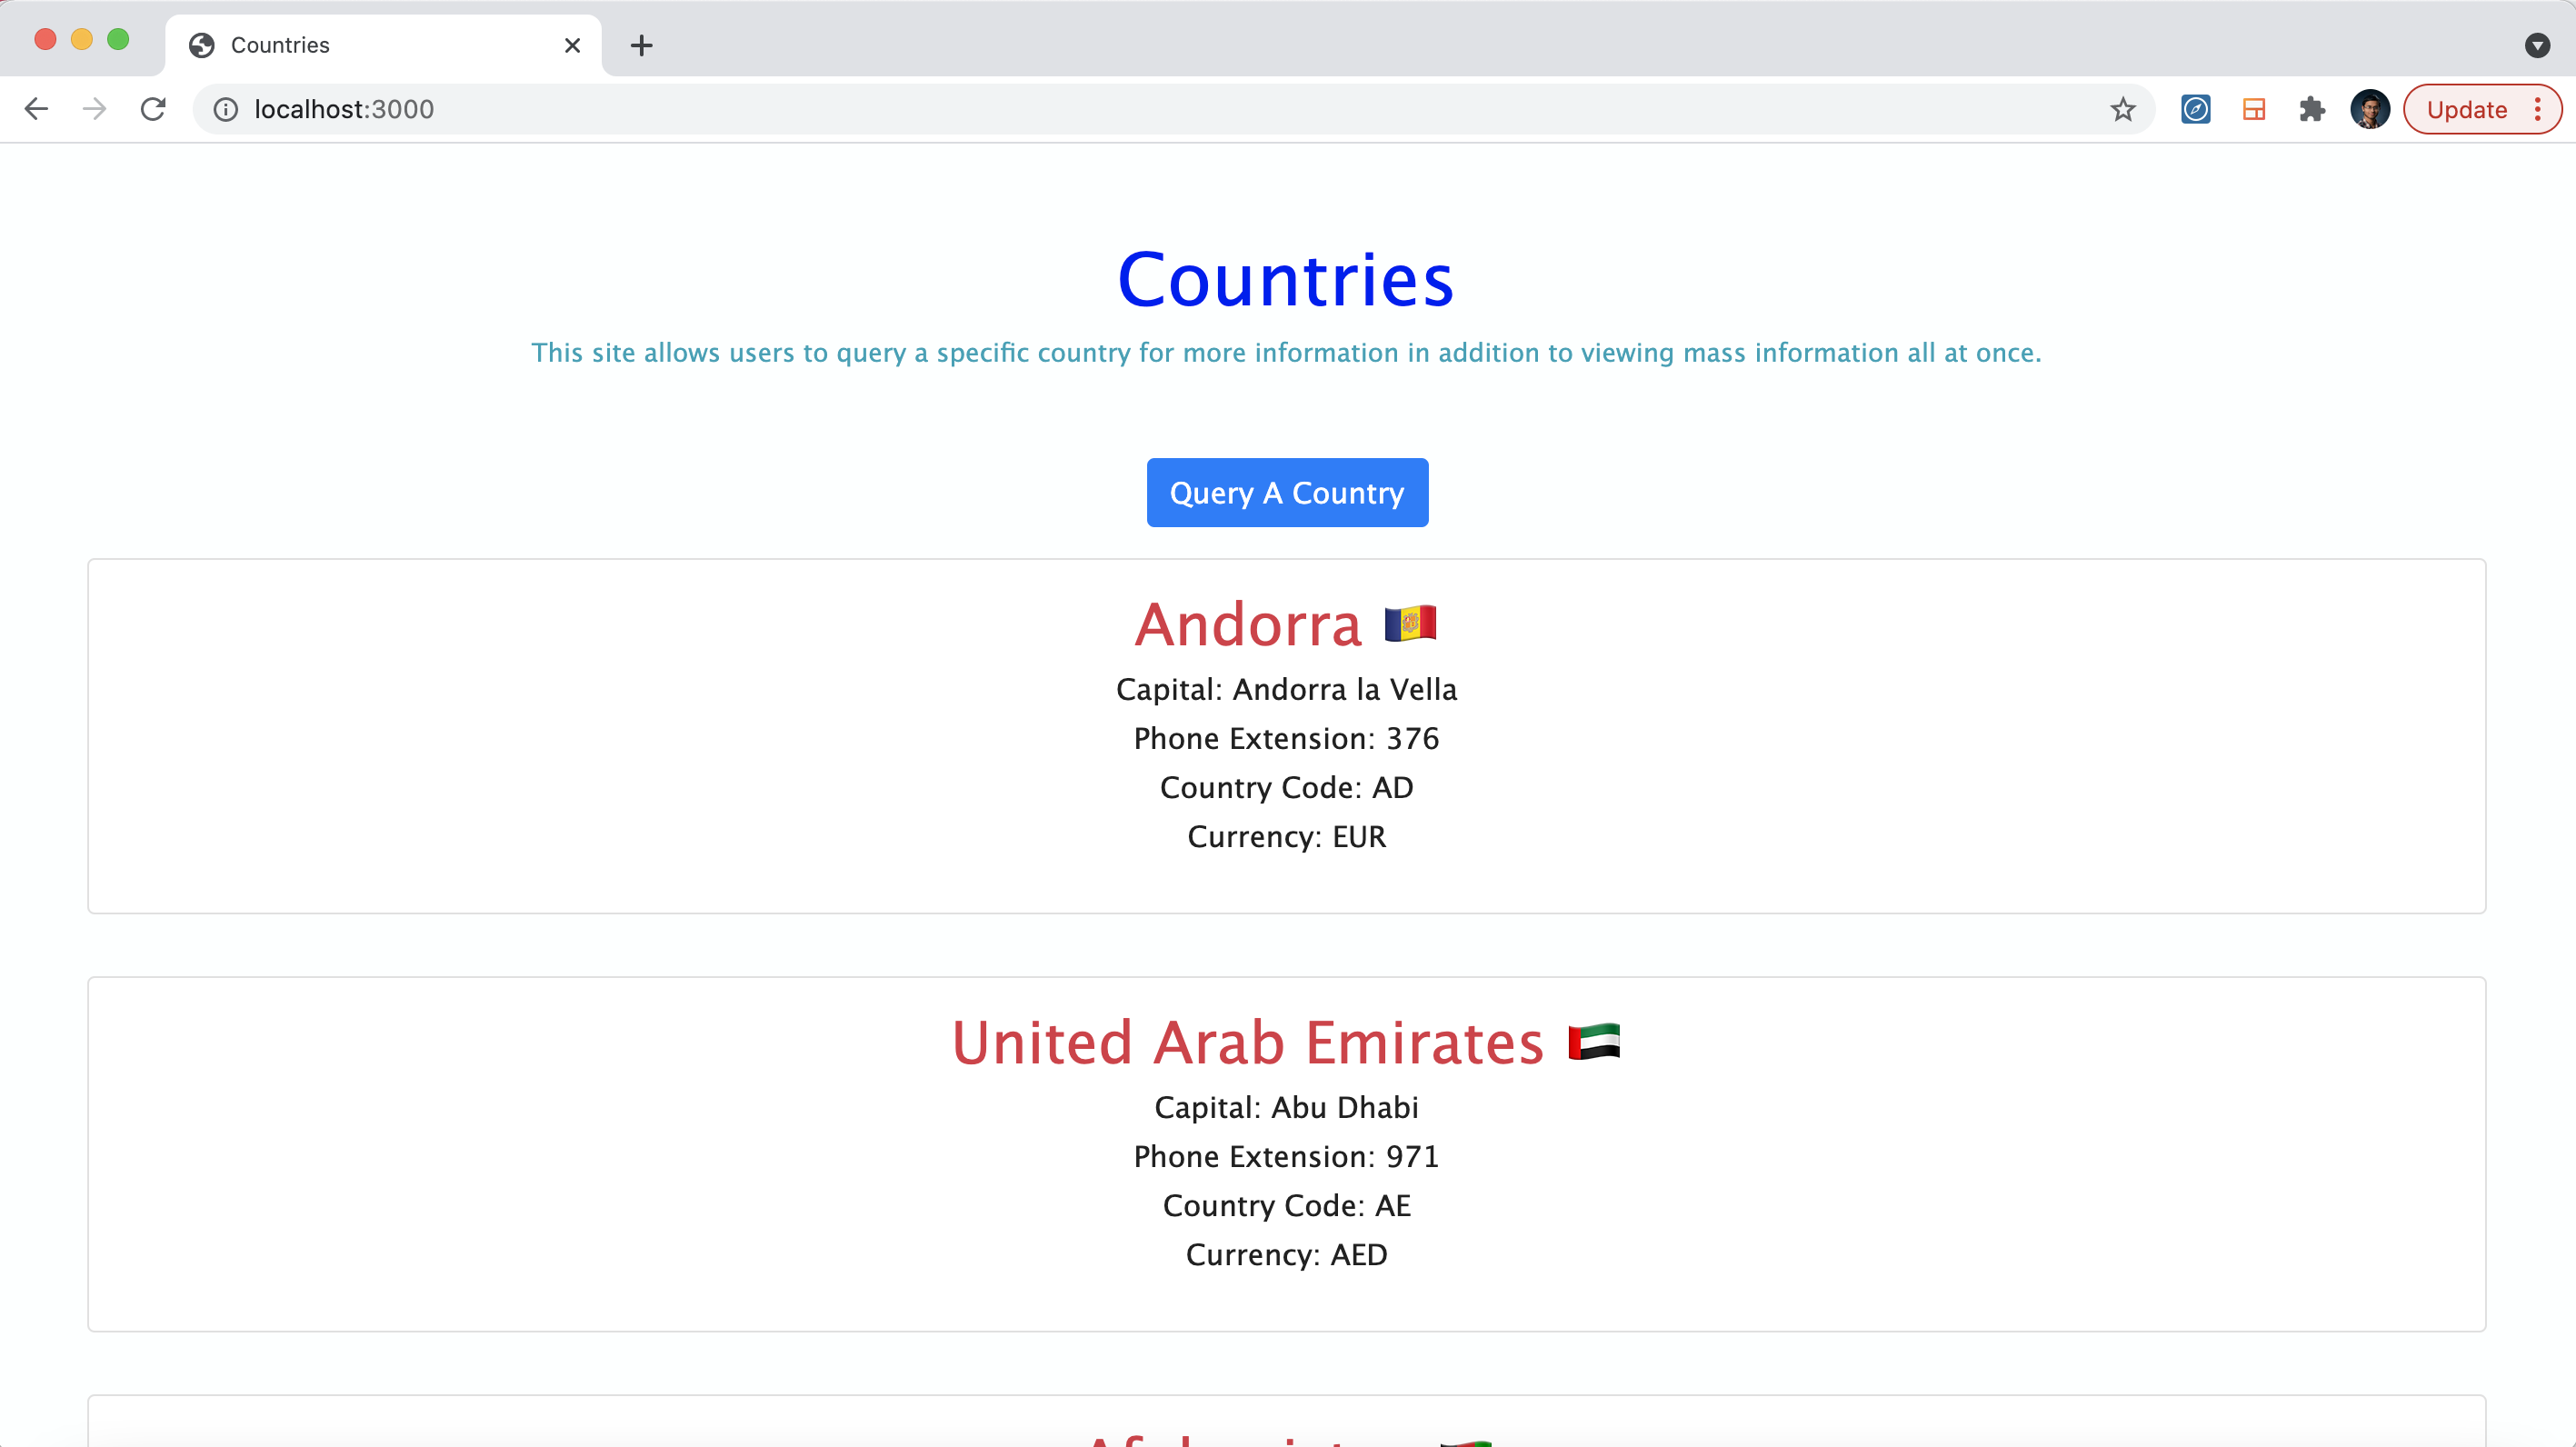 Countries
localhost:3000
Update
Countries
This site allows users to query a specific country for more information in addition to viewing mass information all at once.
Query A Country
Andorra 🇦🇩
Capital: Andorra la Vella
Phone Extension: 376
Country Code: AD
Currency: EUR
United Arab Emirates 🇦🇪
Capital: Abu Dhabi
Phone Extension: 971
Country Code: AE
Currency: AED